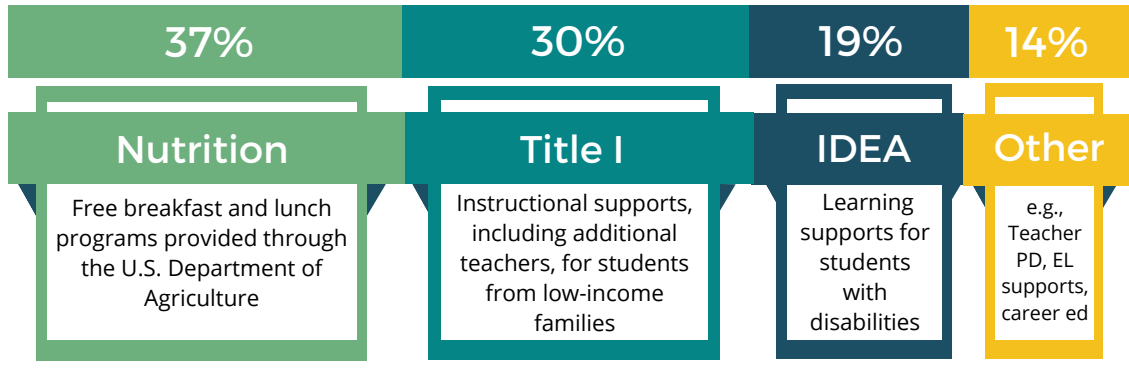 37%
30%
19%
14%
Nutrition
Title I
IDEA
Other
Free breakfast and lunch
programs provided through
the U.S. Department of
Agriculture
Instructional supports,
including additional
teachers, for students
from low-income
families
Learning
supports for
students
with
disabilities
e.g.,
Teacher
PD, EL
supports,
career ed